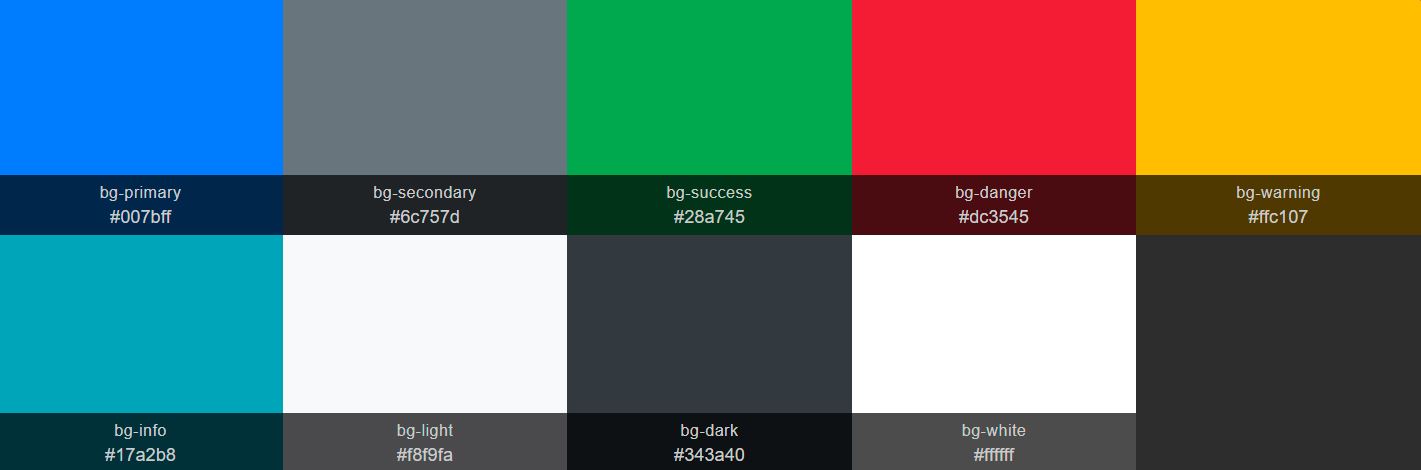 bg-primary
#007bff
bg-secondary
#6c757d
bg-success
#28a745
bg-danger
#dc3545
bg-warning
#ffc107
bg-info
#17a2b8
bg-light
#f8f9fa
bg-dark
#343a40
bg-white
#ffffff